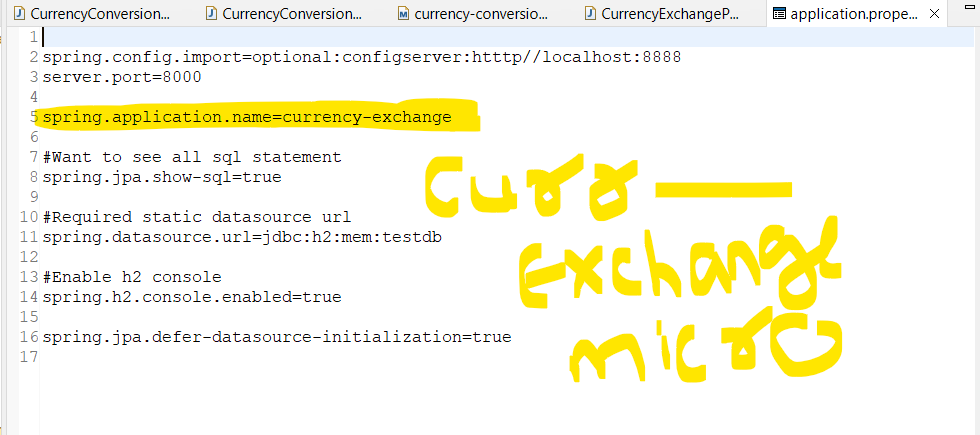 CurrencyConversion...
CurrencyConversion...
currency-conversio...
CurrencyExchangeP...
application.prope...
1
2 spring.config.import=optional:configserver:htttp//localhost:8888
3 server.port=8000
4
5 spring.application.name=currency-exchange
6
7 #Want to see all sql statement
8 spring.jpa.show-sql=true
9
10 #Required static datasource url
11 spring.datasource.url=jdbc:h2:mem:testdb
12
13 #Enable h2 console
14 spring.h2.console.enabled=true
15
16 spring.jpa.defer-datasource-initialization=true
17
Curr
Exchange
micro